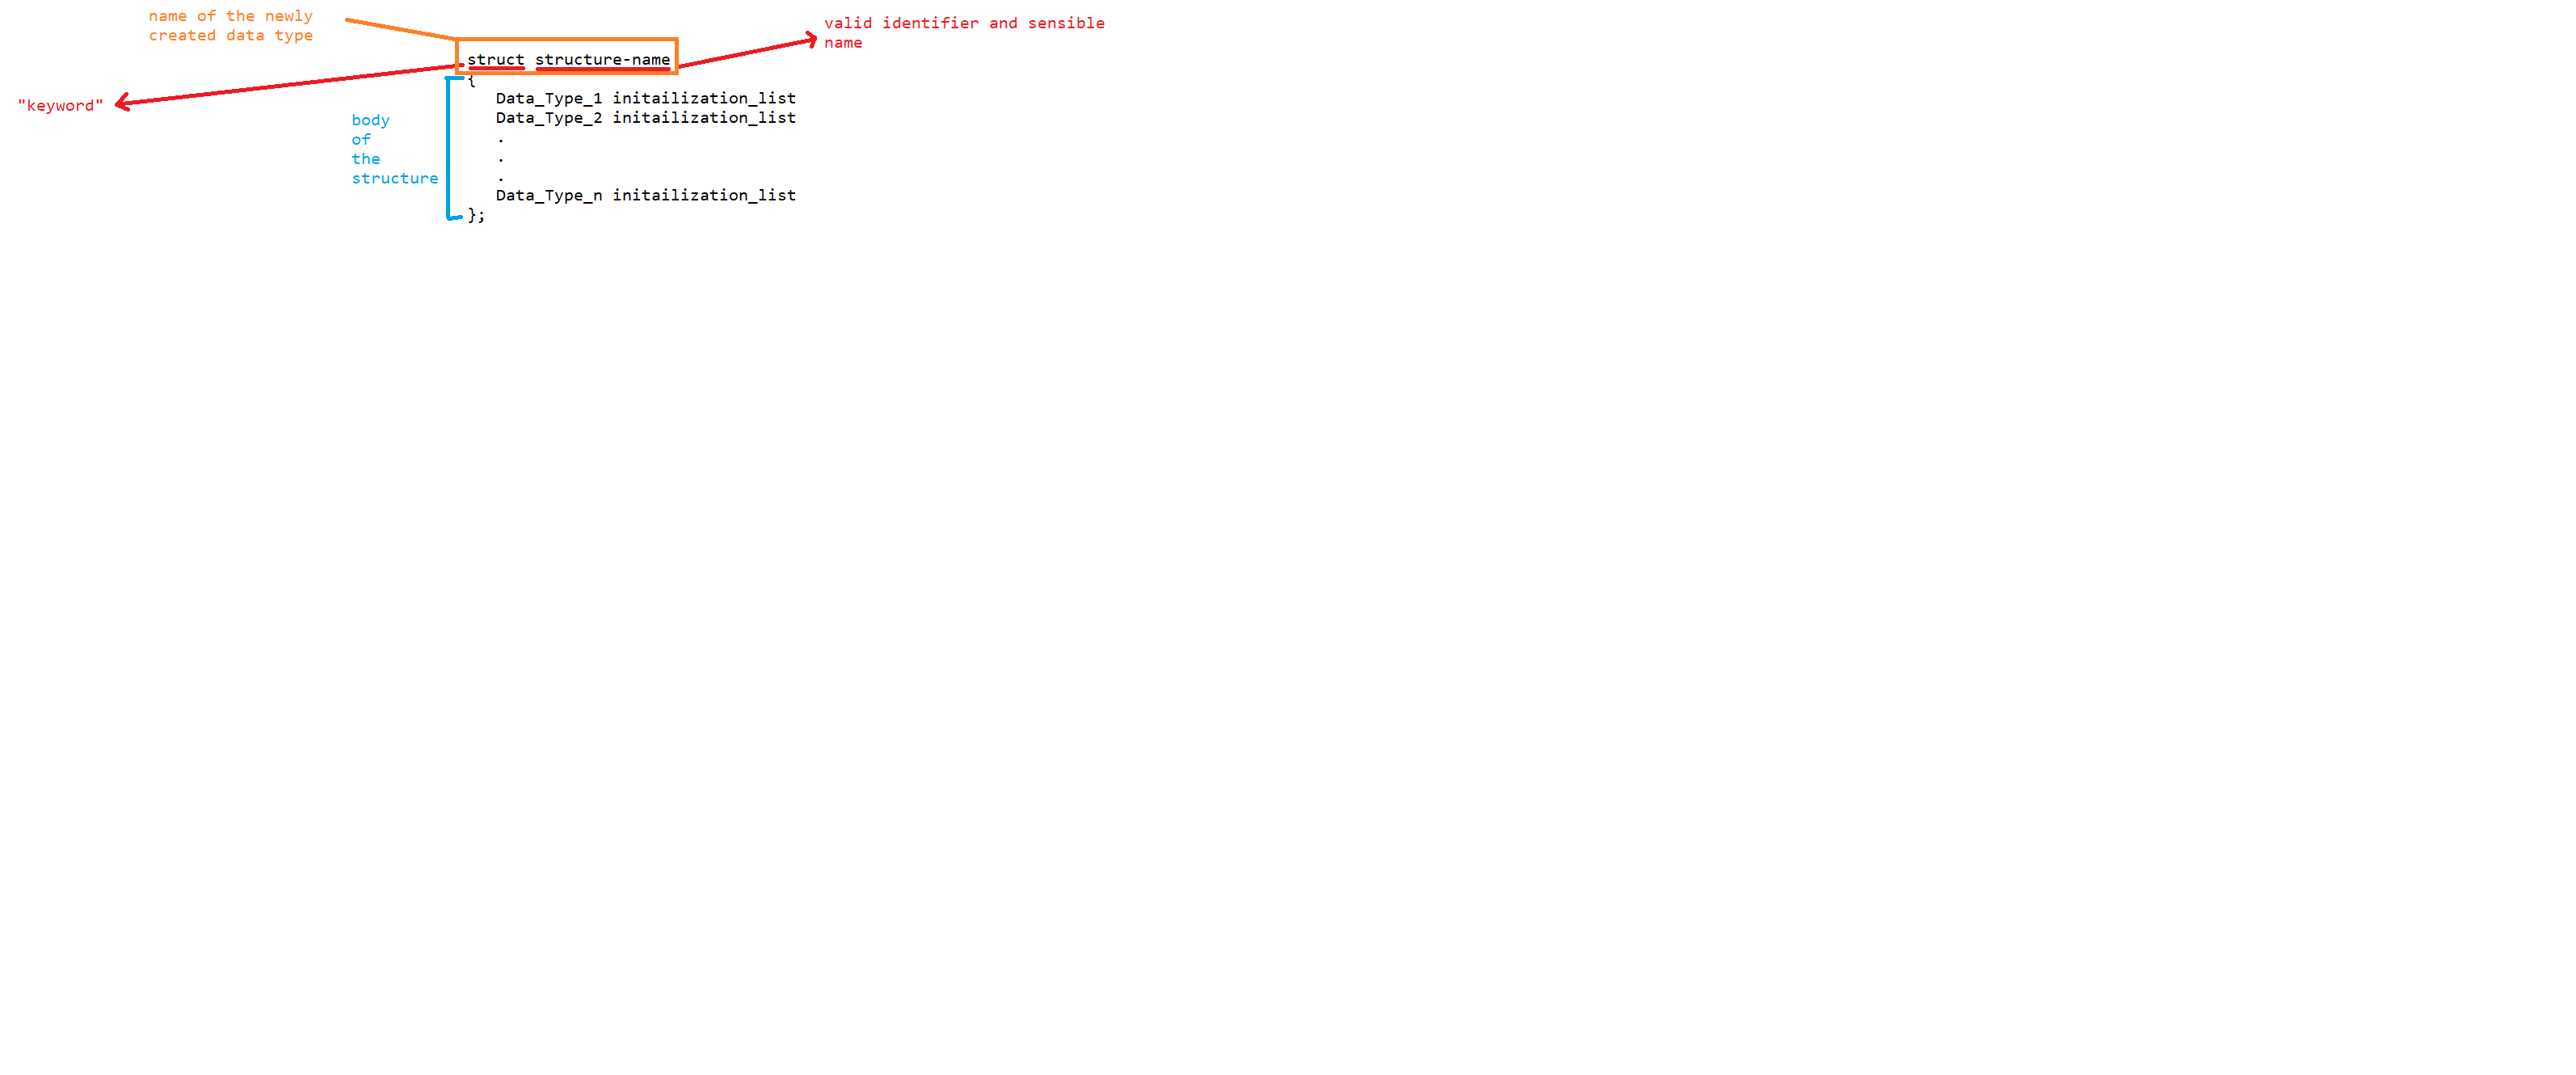 name of the newly
created data type
valid identifier and sensible
name
struct structure-name
{
"keyword"
Data_Type_1 initailization_list
Data_Type_2 initailization_list
.
.
.
Data_Type_n initailization_list
};
body
of
the
structure